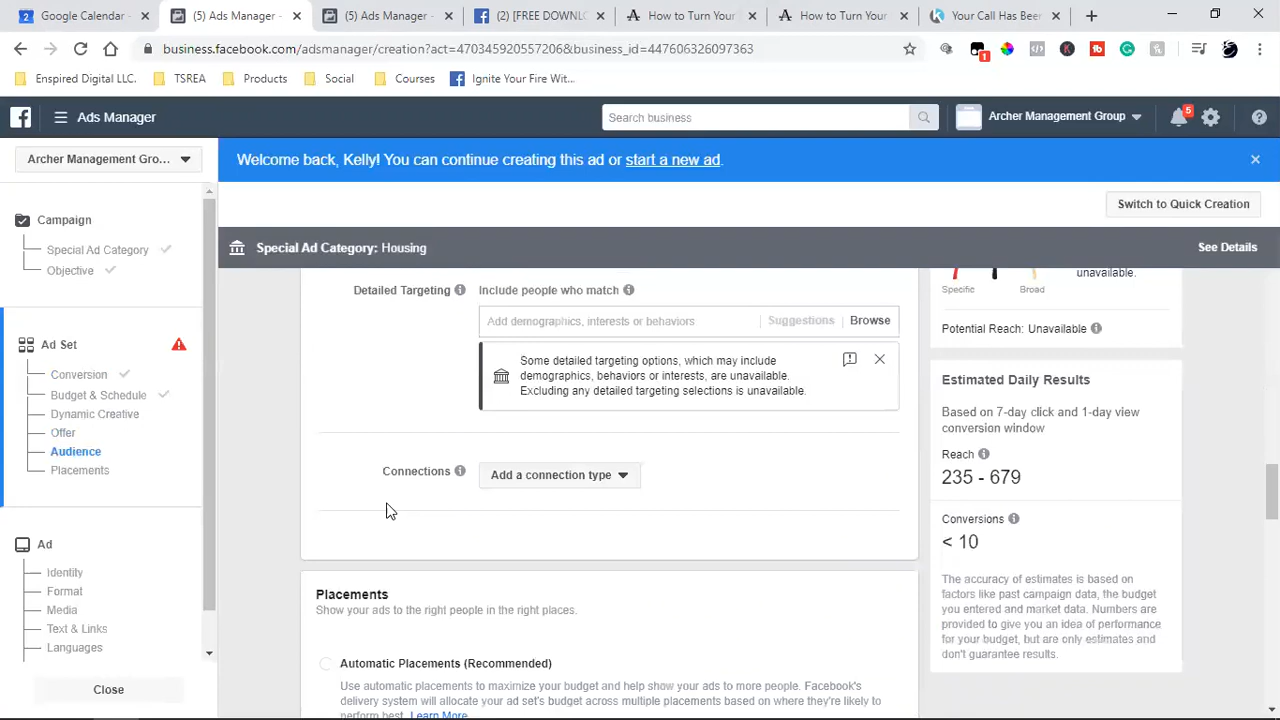 Google Calendar -
(5) Ads Manager -
(5) Ads Manager -
(2) [FREE DOWNL
How to Turn Your
How to Turn Your
Your Call Has Beer
business.facebook.com/adsmanager/creation?act=470345920557206&business_id=447606326097363
1
Enspired Digital LLC.
TSREA
Products
Social
Courses
Ignite Your Fire Wit...
Ads Manager
Search business
Archer Management Group
5
Archer Management Gro...
Welcome back, Kelly! You can continue creating this ad or start a new ad.
Switch to Quick Creation
Campaign
Special Ad Category
Objective
Special Ad Category: Housing
See Details
Ad Set
Conversion
Budget & Schedule
Dynamic Creative
Offer
Audience
Placements
Ad
Identity
Format
Media
Text & Links
Languages
Close
Detailed Targeting
Include people who match
Add demographics, interests or behaviors
Suggestions
Browse
Some detailed targeting options, which may include
demographics, behaviors or interests, are unavailable.
Excluding any detailed targeting selections is unavailable.
Connections
Add a connection type
Placements
Show your ads to the right people in the right places.
Automatic Placements (Recommended)
Use automatic placements to maximize your budget and help show your ads to more people. Facebook's
delivery system will allocate your ad set's budget across multiple placements based on where they're likely to
perform best. Learn More
unavailable.
Specific
Broad
Potential Reach: Unavailable
Estimated Daily Results
Based on 7-day click and 1-day view
conversion window
Reach
235 - 679
Conversions
< 10
The accuracy of estimates is based on
factors like past campaign data, the budget
you entered and market data. Numbers are
provided to give you an idea of performance
for your budget, but are only estimates and
don't guarantee results.